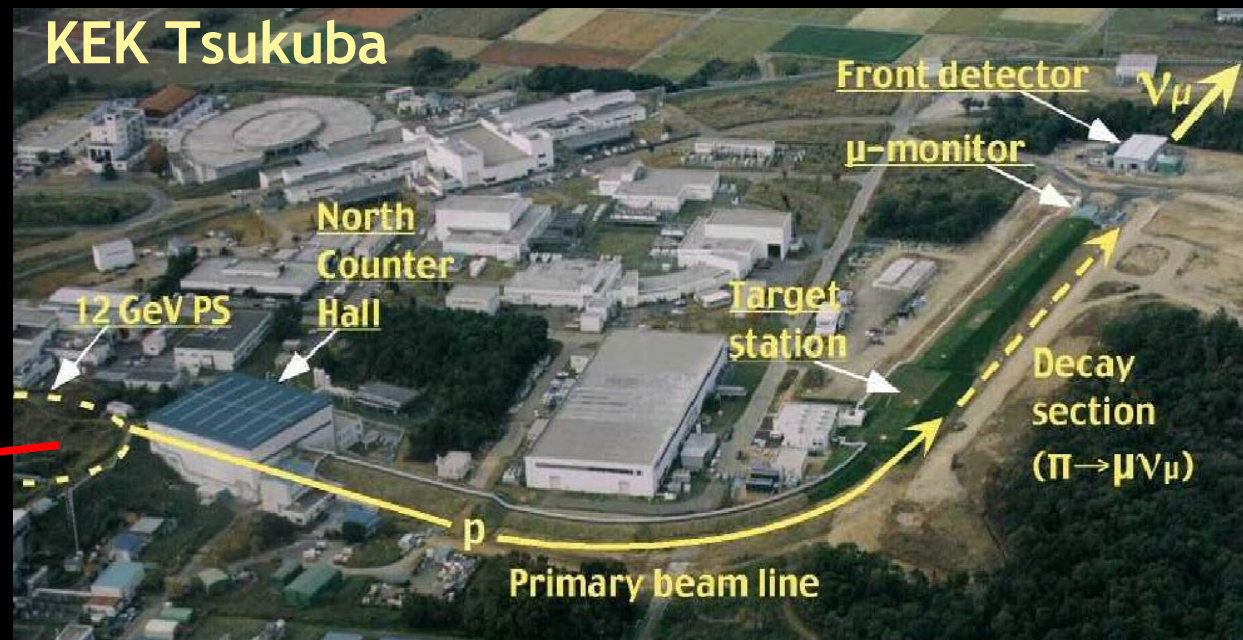 KEK Tsukuba
Front detector
νμ
μ-monitor
North
Counter
Hall
12 GeV PS
Target
station
Decay
section
(π→μνμ)
p
Primary beam line